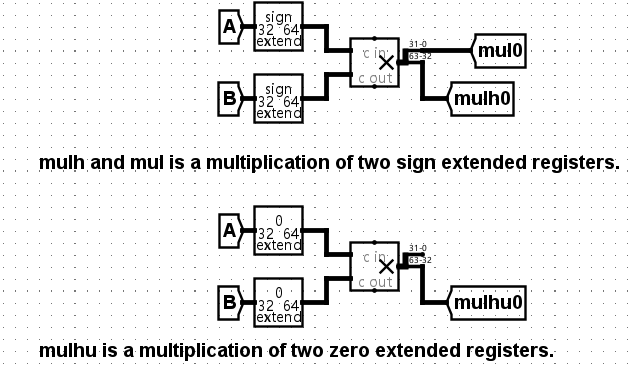 A
sign
32 64
extend
B
sign
32 64
extend
c in
c out
31-0
63-32
mul0
mulh0
mulh and mul is a multiplication of two sign extended registers.
A
0
32 64
extend
B
0
32 64
extend
c in
c out
31-0
63-32
mulhu0
mulhu is a multiplication of two zero extended registers.